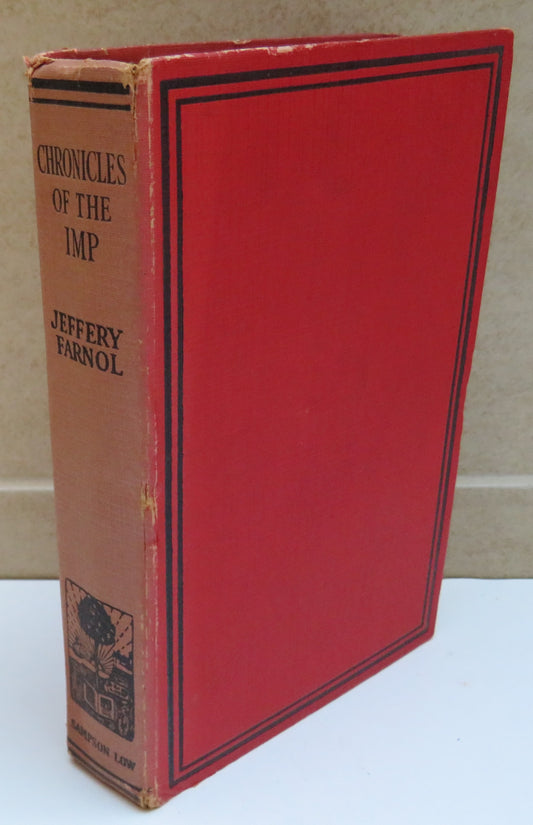 CHRONICLES
OF THE
IMP
JEFFERY
FARNOL
SAMPSON LOW